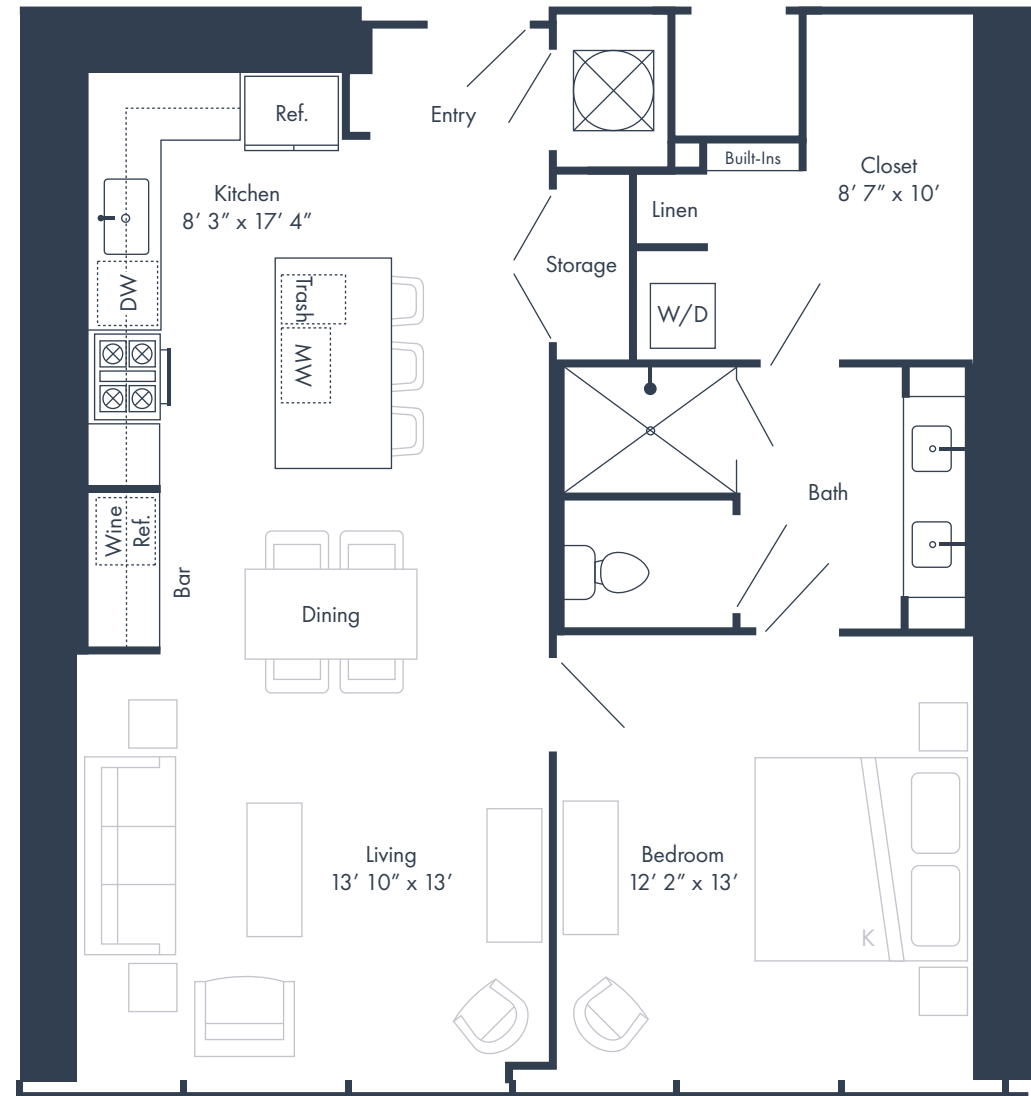 Ref.
Entry
Built-Ins
Closet
8’ 7” x 10’
Kitchen
8’ 3” x 17’ 4”
Linen
Storage
DW
Trash
W/D
MW
Wine
Ref.
Bath
Bar
Dining
Living
13’ 10” x 13’
Bedroom
12’ 2” x 13’
K